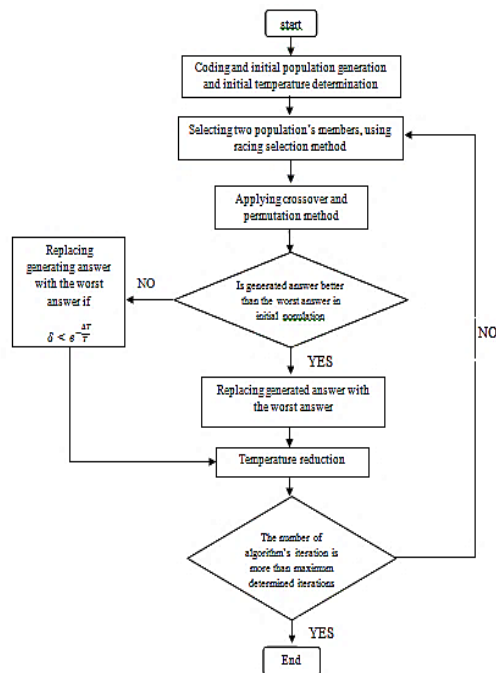 start
Coding and initial population generation
and initial temperature determination
Selecting two population's members, using
racing selection method
Applying crossover and
permutation method
Replacing
generating answer
with the worst
answer if
δ < e^-ΔT/T
NO
Is generated answer better
than the worst answer in
initial population
NO
YES
Replacing generated answer with
the worst answer
Temperature reduction
The number of
algorithm's iteration is
more than maximum
determined iterations
YES
End